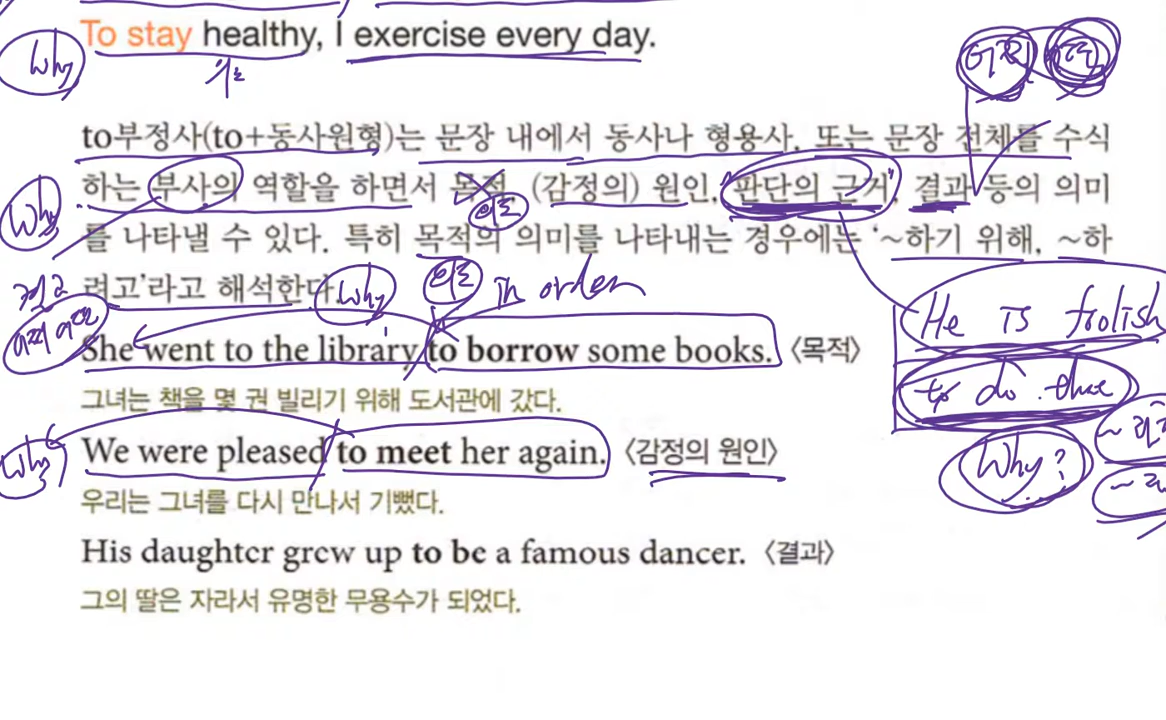 To stay healthy, I exercise every day.
Why
to부정사(to+동사원형)는 문장 내에서 동사나 형용사, 또는 문장 전체를 수식
하는 부사의 역할을 하면서 목적 (감정의) 원인, 판단의 근거, 결과 등의 의미
Why
의도
를 나타낼 수 있다. 특히 목적의 의미를 나타내는 경우에는 '~하기 위해, ~하
려고'라고 해석한다.
Why
의도
in order
He is foolish
to do that
Why?
She went to the library to borrow some books. 〈목적〉
그녀는 책을 몇 권 빌리기 위해 도서관에 갔다.
We were pleased to meet her again. 〈감정의 원인〉
Why
우리는 그녀를 다시 만나서 기뻤다.
His daughter grew up to be a famous dancer. 〈결과〉
그의 딸은 자라서 유명한 무용수가 되었다.